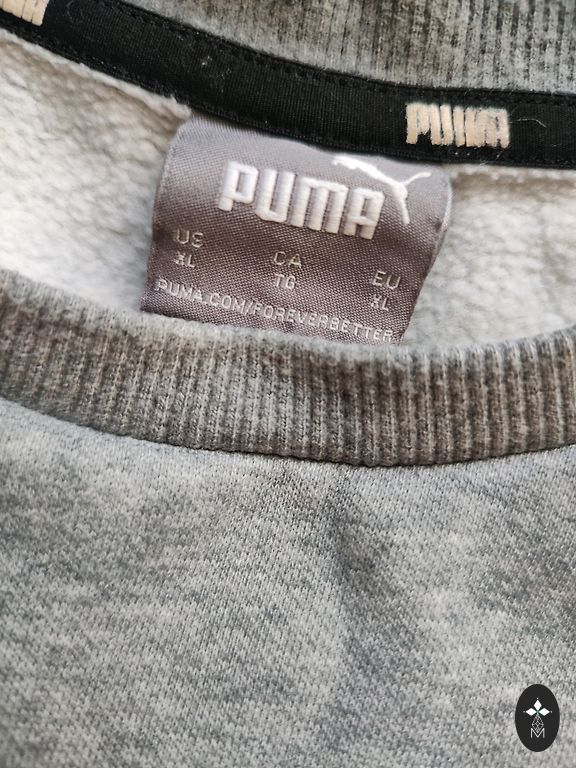 PUMA
PUMA
US CA EU
XL TG XL
PUMA.COM/FOREVERBETTER
M